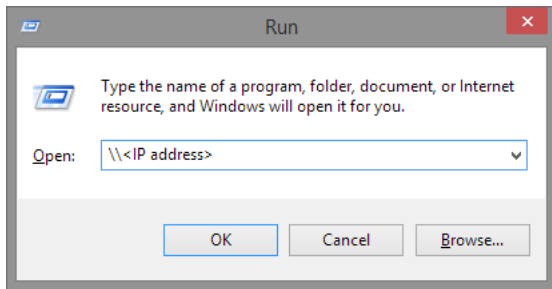 Run
Type the name of a program, folder, document, or Internet
resource, and Windows will open it for you.
Open: \\<IP address>
OK Cancel Browse...